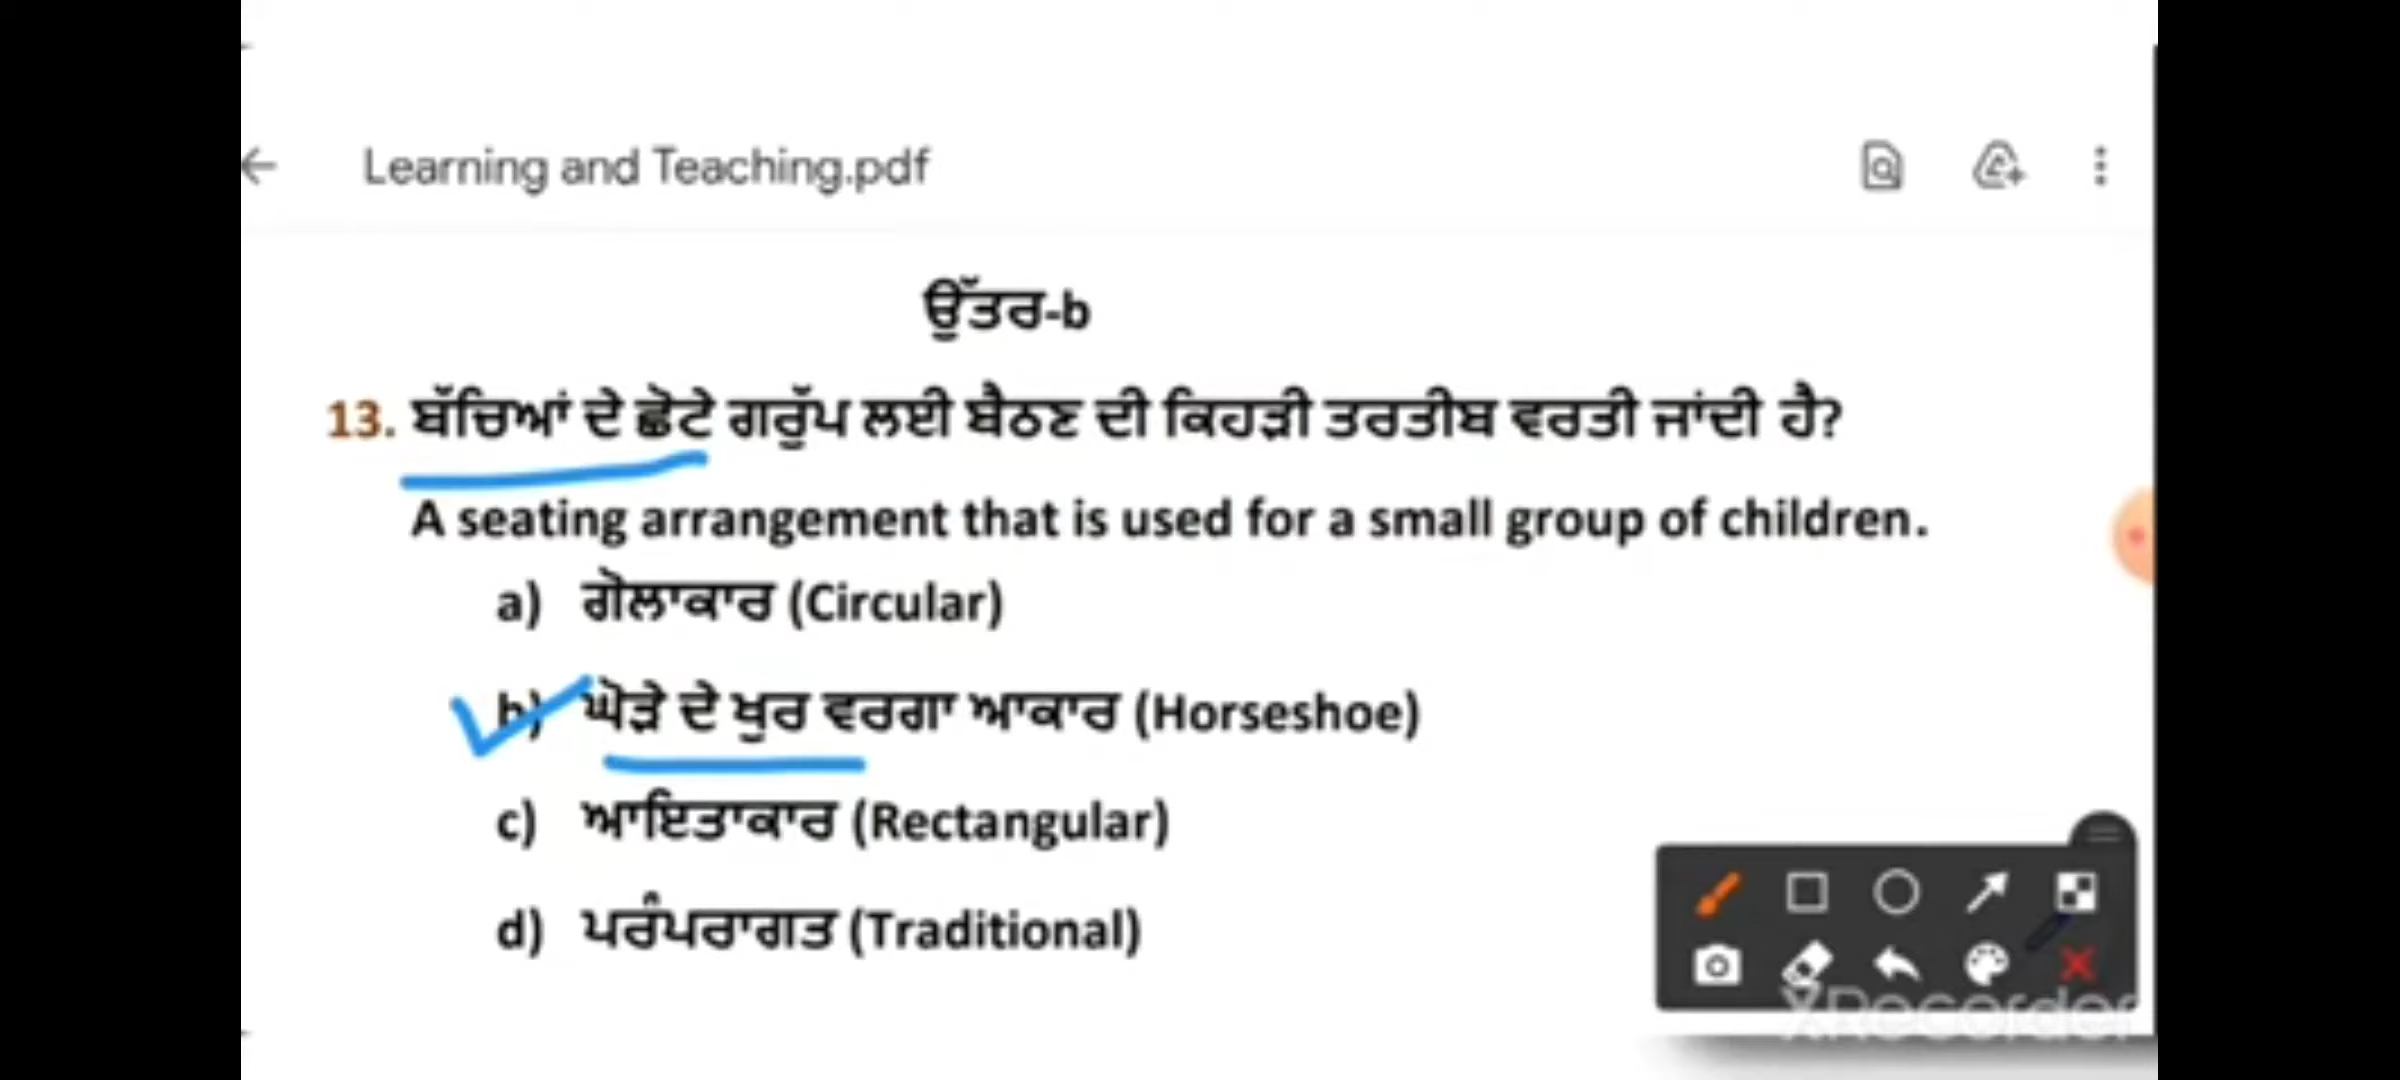 Learning and Teaching.pdf
ਉੱਤਰ-b
13. ਬੱਚਿਆਂ ਦੇ ਛੋਟੇ ਗਰੁੱਪ ਲਈ ਬੈਠਣ ਦੀ ਕਿਹੜੀ ਤਰਤੀਬ ਵਰਤੀ ਜਾਂਦੀ ਹੈ?
A seating arrangement that is used for a small group of children.
a) ਗੋਲਾਕਾਰ (Circular)
b) ਘੋੜੇ ਦੇ ਖੁਰ ਵਰਗਾ ਆਕਾਰ (Horseshoe)
c) ਆਇਤਾਕਾਰ (Rectangular)
d) ਪਰੰਪਰਾਗਤ (Traditional)
XRecorder